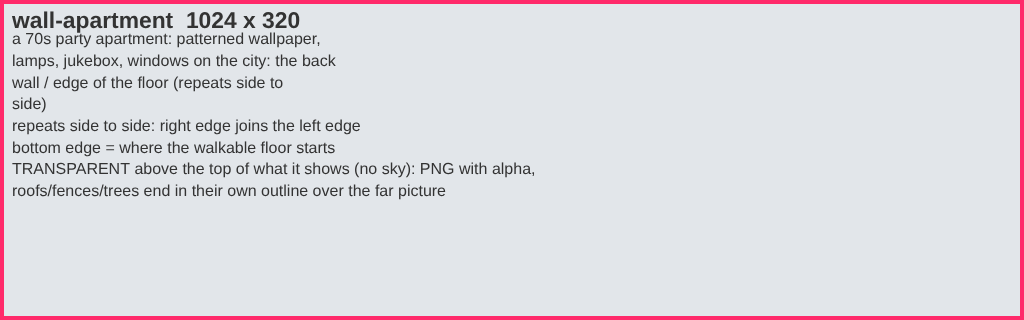 wall-apartment  1024 x 320
a 70s party apartment: patterned wallpaper,
lamps, jukebox, windows on the city: the back
wall / edge of the floor (repeats side to
side)
repeats side to side: right edge joins the left edge
bottom edge = where the walkable floor starts
TRANSPARENT above the top of what it shows (no sky): PNG with alpha,
roofs/fences/trees end in their own outline over the far picture